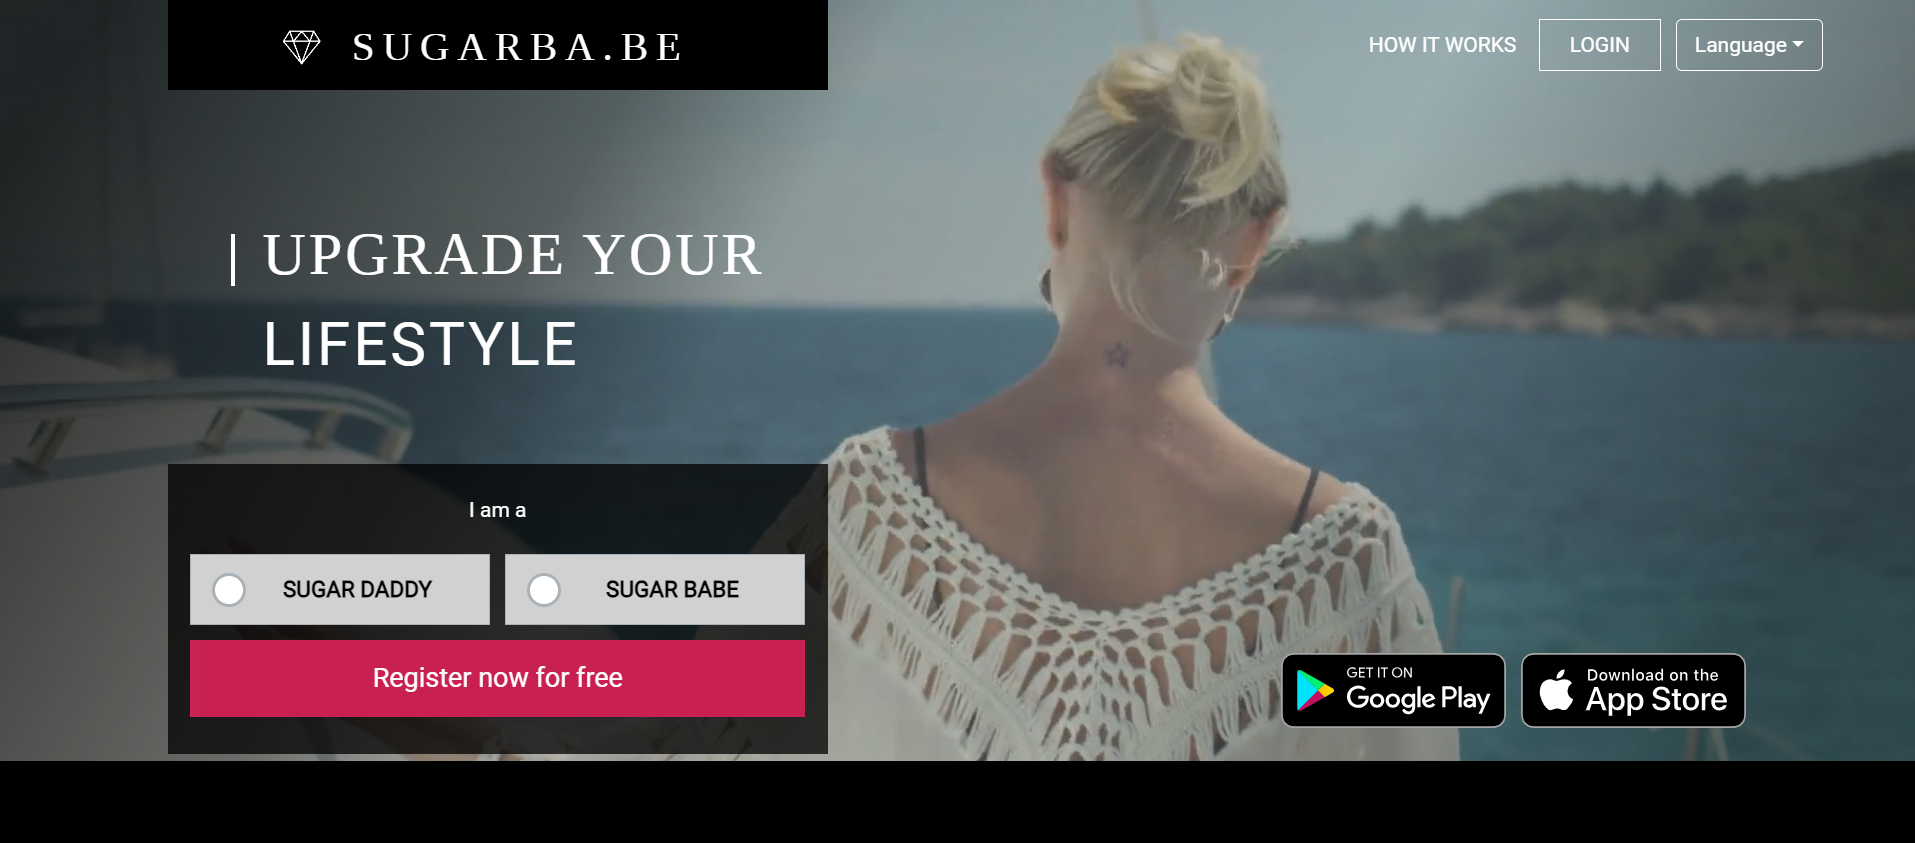 SUGARBA.BE
HOW IT WORKS
LOGIN
Language
| UPGRADE YOUR
LIFESTYLE
I am a
SUGAR DADDY
SUGAR BABE
Register now for free
GET IT ON
Google Play
Download on the
App Store